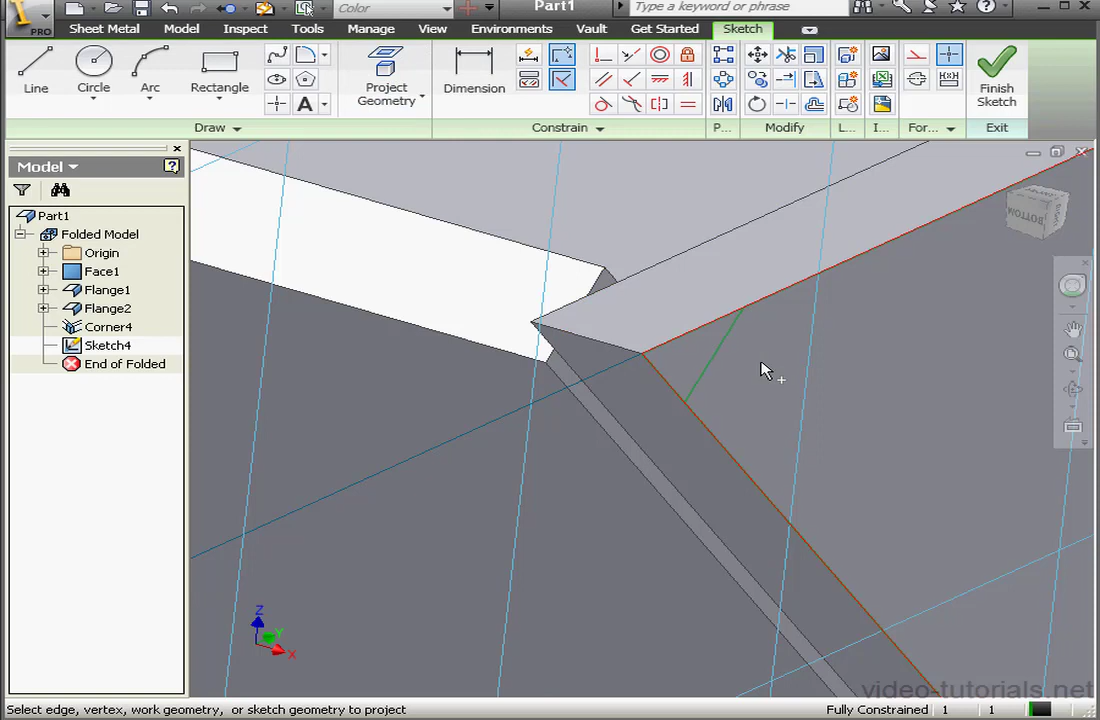 Color
Part1
Type a keyword or phrase
PRO
Sheet Metal Model Inspect Tools Manage View Environments Vault Get Started Sketch
Line Circle Arc Rectangle A Project Geometry Dimension Finish Sketch
Draw Constrain P... Modify L... I... For... Exit
Model
Part1
Folded Model
Origin
Face1
Flange1
Flange2
Corner4
Sketch4
End of Folded
BOTTOM
RIGHT
Z
Y
X
video-tutorials.net
Select edge, vertex, work geometry, or sketch geometry to project
Fully Constrained 1 1